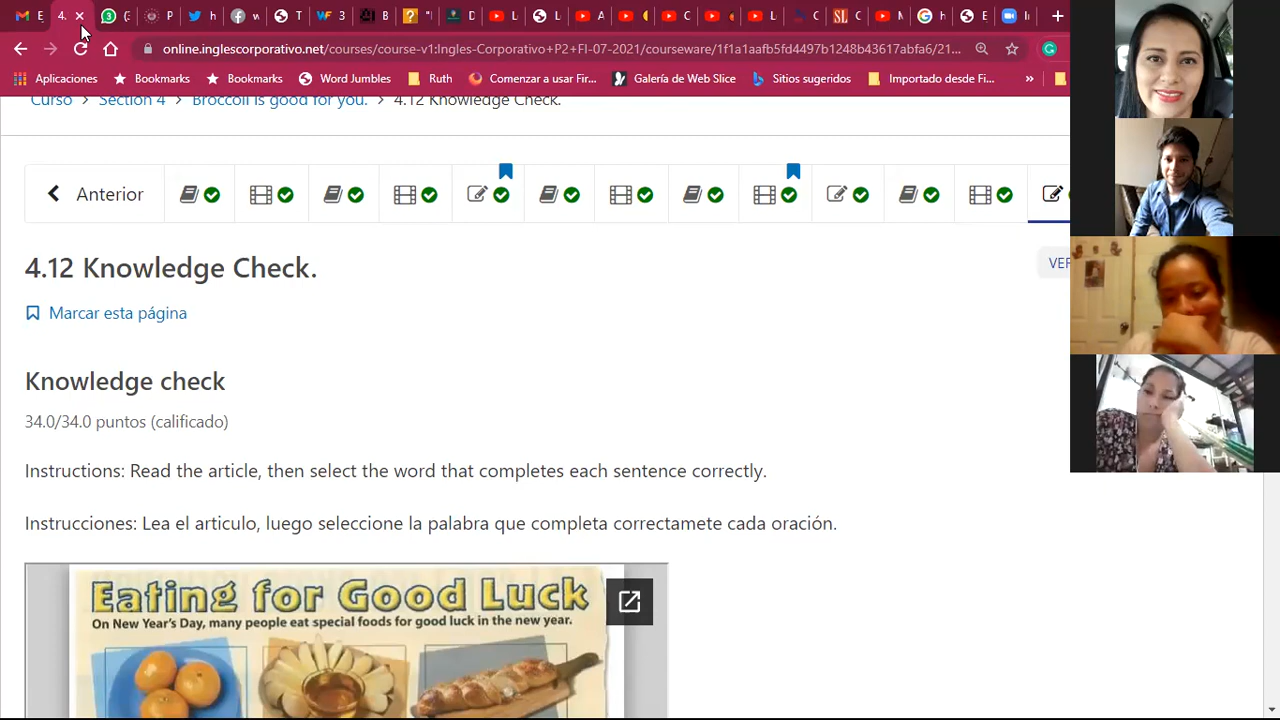 E 4. P h w T 3 B " D L L A C C SL M h E In
online.inglescorporativo.net/courses/course-v1:Ingles-Corporativo+P2+FI-07-2021/courseware/1f1a1aafb5fd4497b1248b43617abfa6/21...
Aplicaciones Bookmarks Bookmarks Word Jumbles Ruth Comenzar a usar Fir... Galería de Web Slice Sitios sugeridos Importado desde Fi... »
Curso > Section 4 > Broccoli is good for you. > 4.12 Knowledge Check.
Anterior
4.12 Knowledge Check.
VER
Marcar esta página
Knowledge check
34.0/34.0 puntos (calificado)
Instructions: Read the article, then select the word that completes each sentence correctly.
Instrucciones: Lea el articulo, luego seleccione la palabra que completa correctamete cada oración.
Eating for Good Luck
On New Year's Day, many people eat special foods for good luck in the new year.